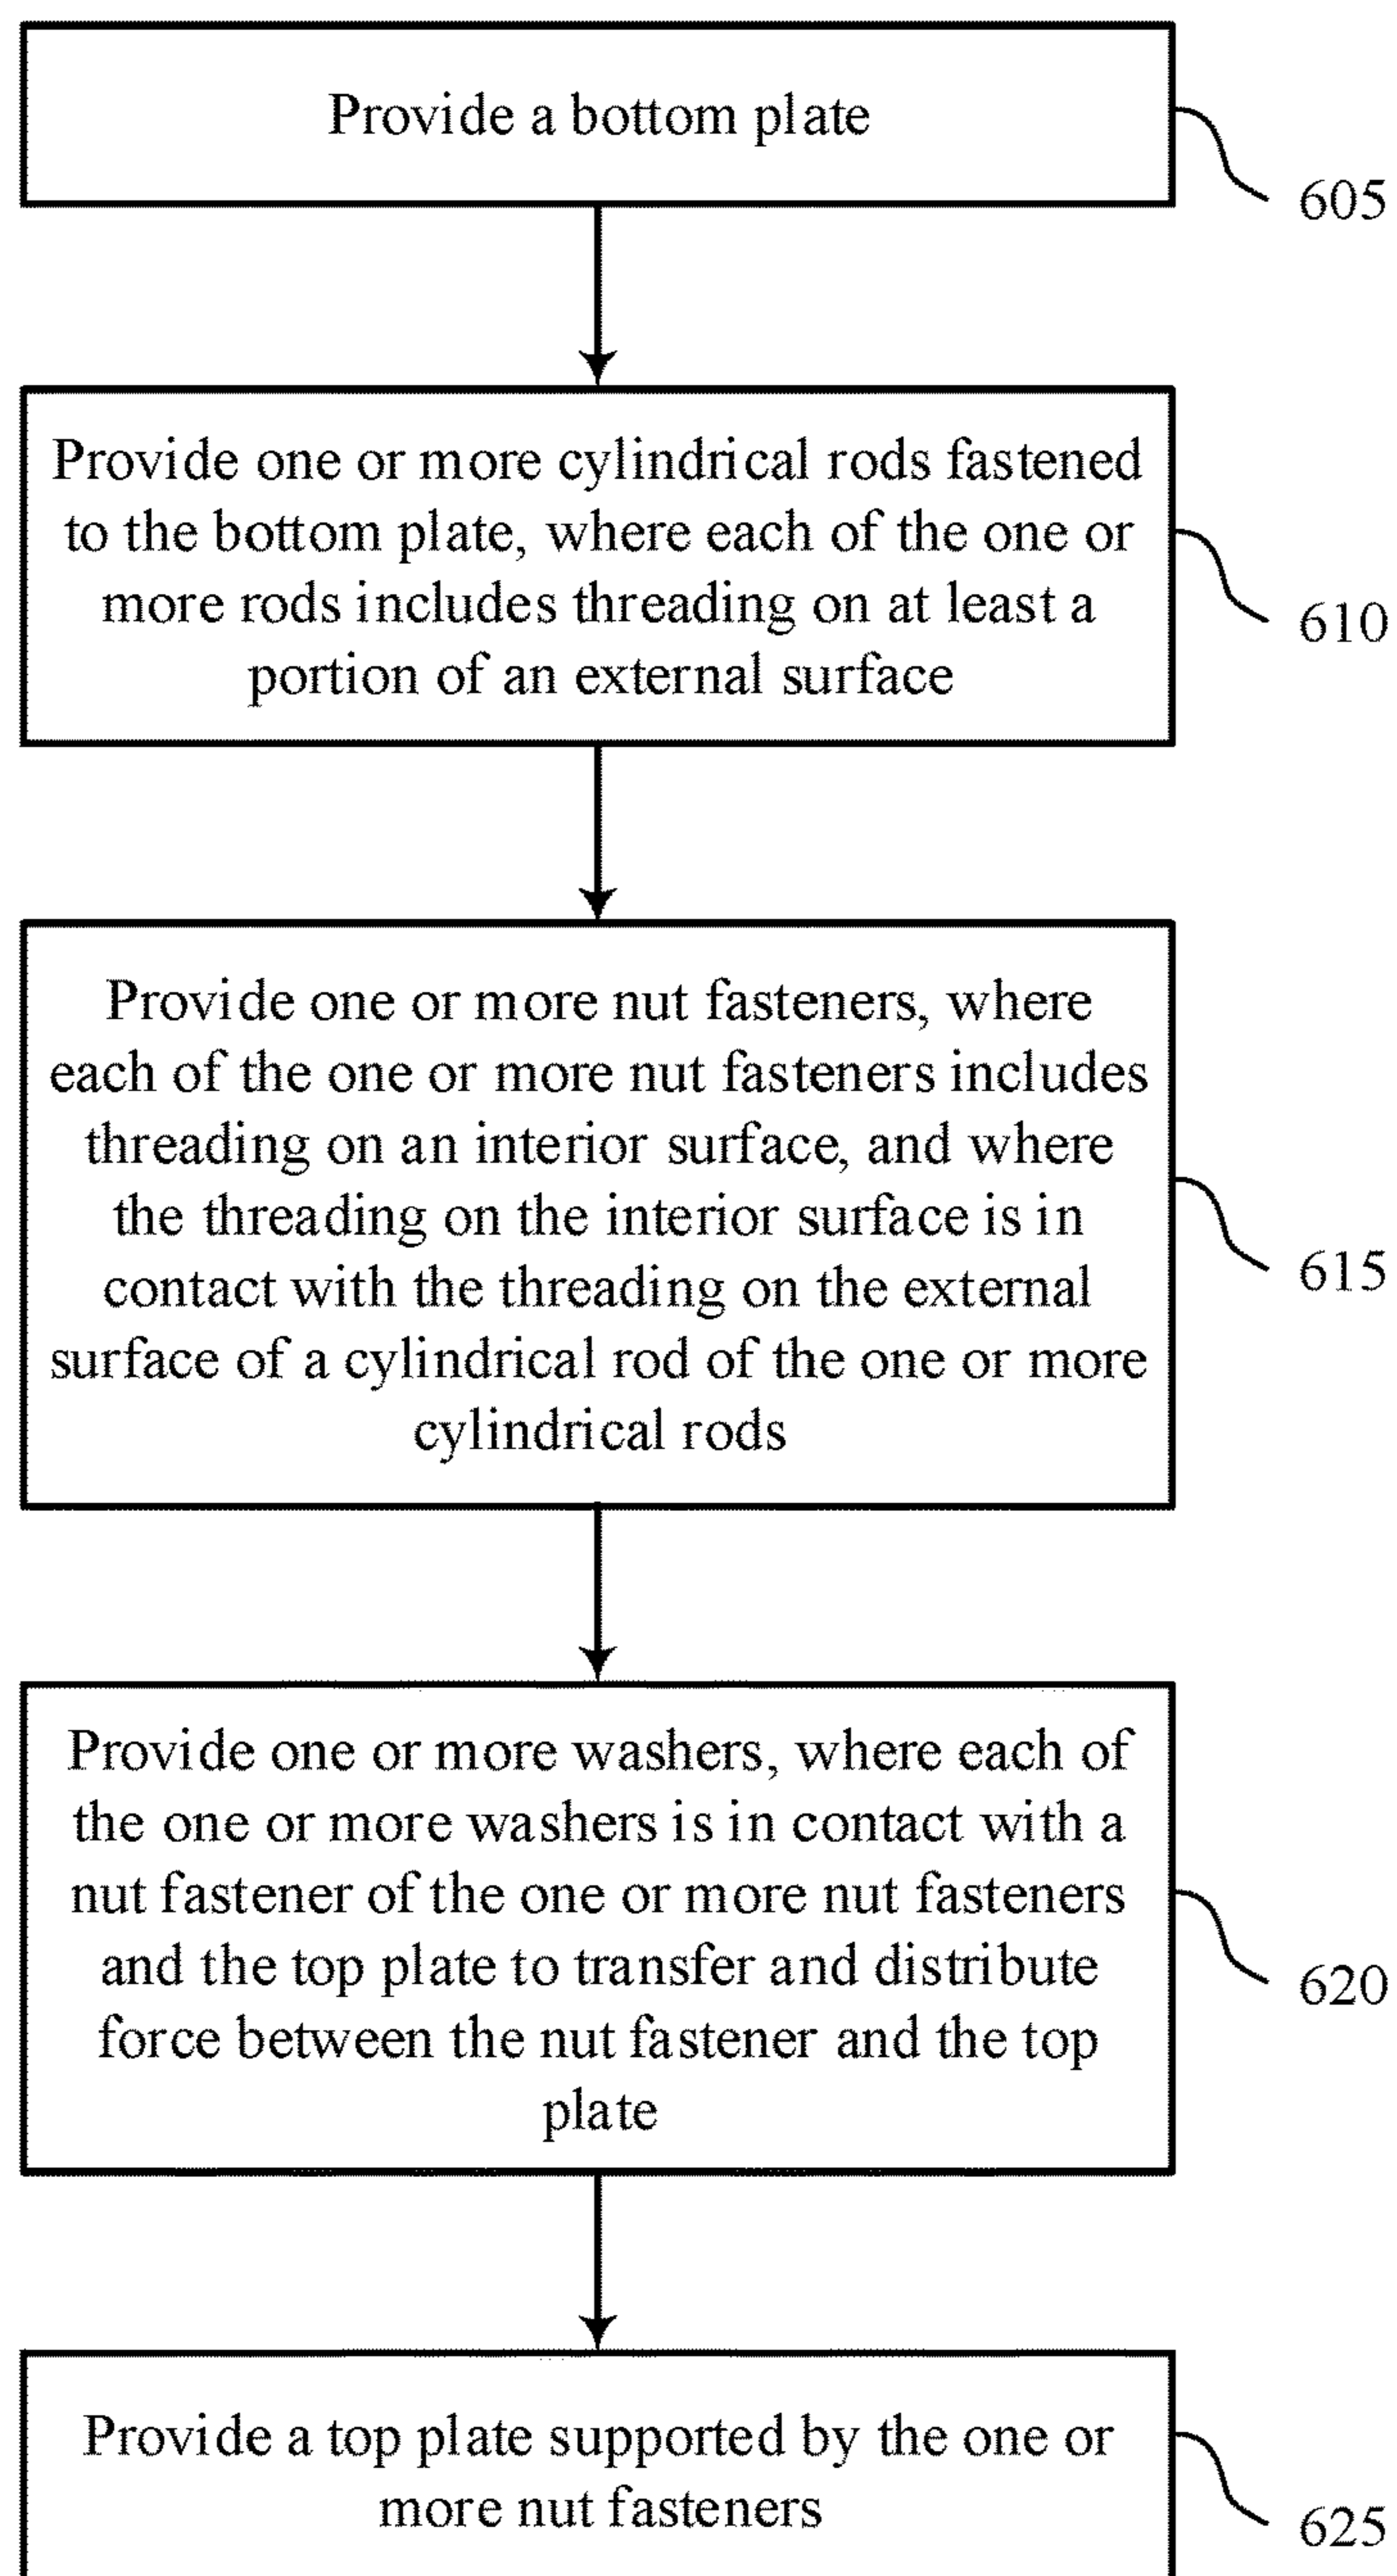 Provide a bottom plate
605
Provide one or more cylindrical rods fastened
to the bottom plate, where each of the one or
more rods includes threading on at least a
portion of an external surface
610
Provide one or more nut fasteners, where
each of the one or more nut fasteners includes
threading on an interior surface, and where
the threading on the interior surface is in
contact with the threading on the external
surface of a cylindrical rod of the one or more
cylindrical rods
615
Provide one or more washers, where each of
the one or more washers is in contact with a
nut fastener of the one or more nut fasteners
and the top plate to transfer and distribute
force between the nut fastener and the top
plate
620
Provide a top plate supported by the one or
more nut fasteners
625